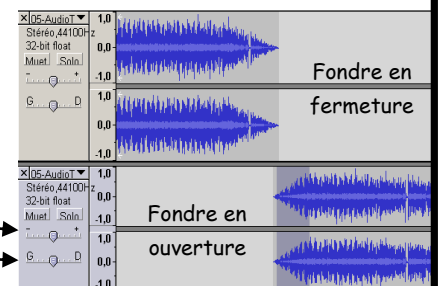 × 05-AudioT ▼ 1,0
Stéréo,44100Hz
32-bit float
Muet Solo
0,0
- +
-1,0
G D
1,0
0,0
-1,0
Fondre en
fermeture
× 05-AudioT ▼ 1,0
Stéréo,44100Hz
32-bit float
Muet Solo
0,0
- +
-1,0
G D
1,0
0,0
-1,0
Fondre en
ouverture